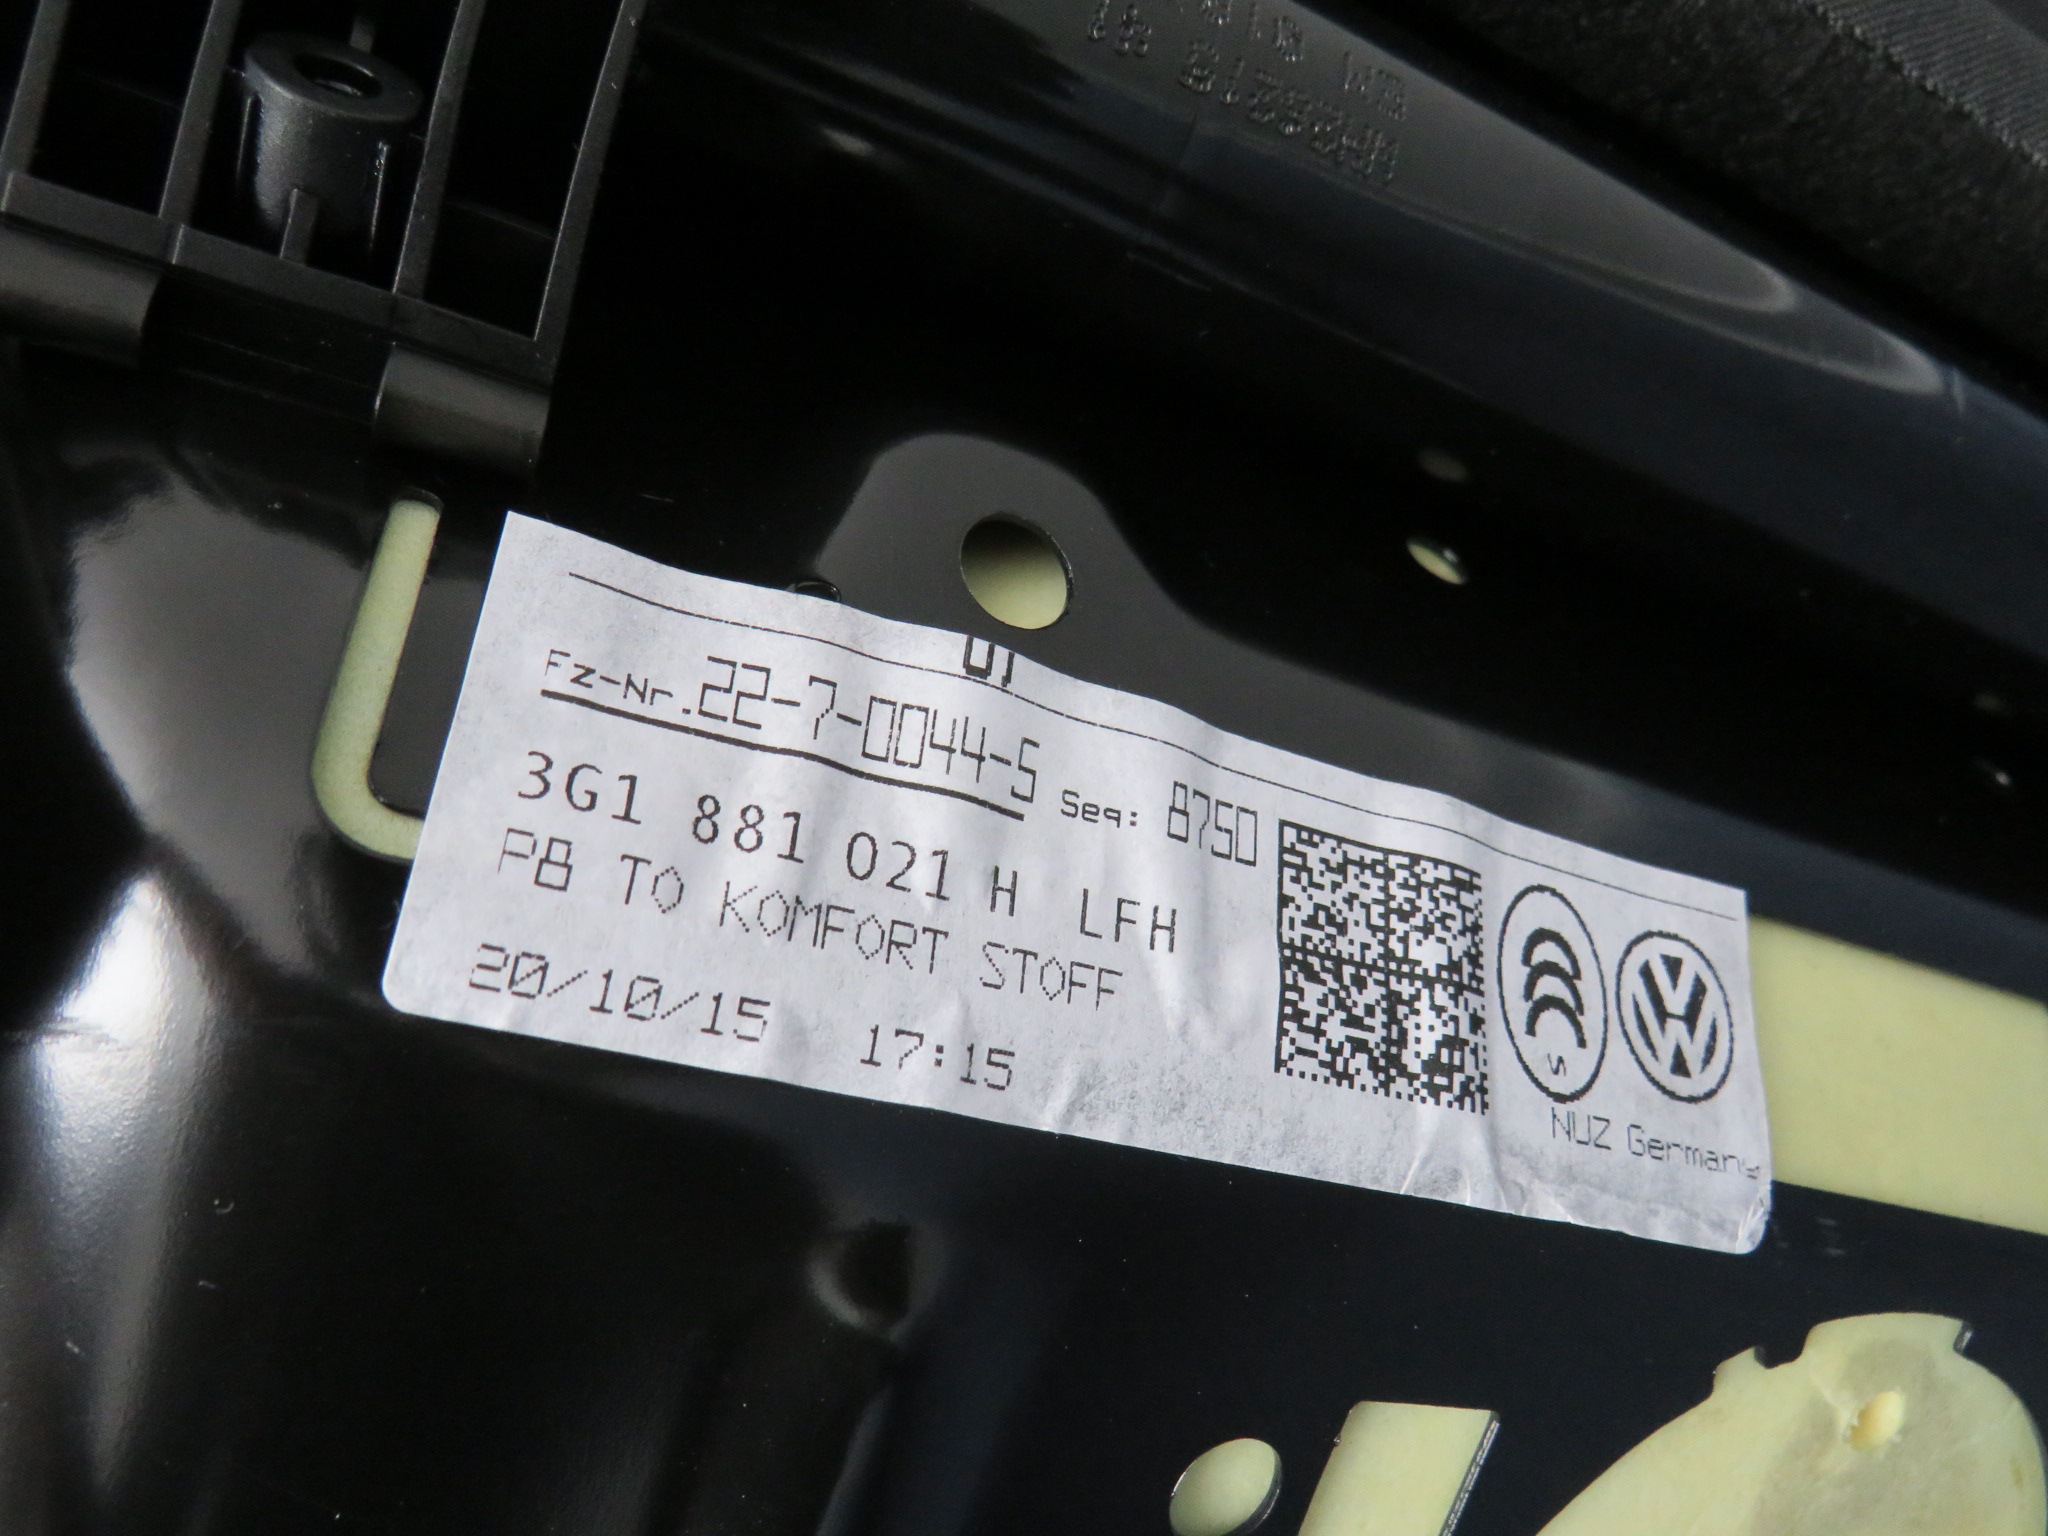 Fz-Nr.22-7-0044-5 Seq: 8750
3G1 881 021 H LFH
PB TO KOMFORT STOFF
20/10/15 17:15
S
NUZ Germany